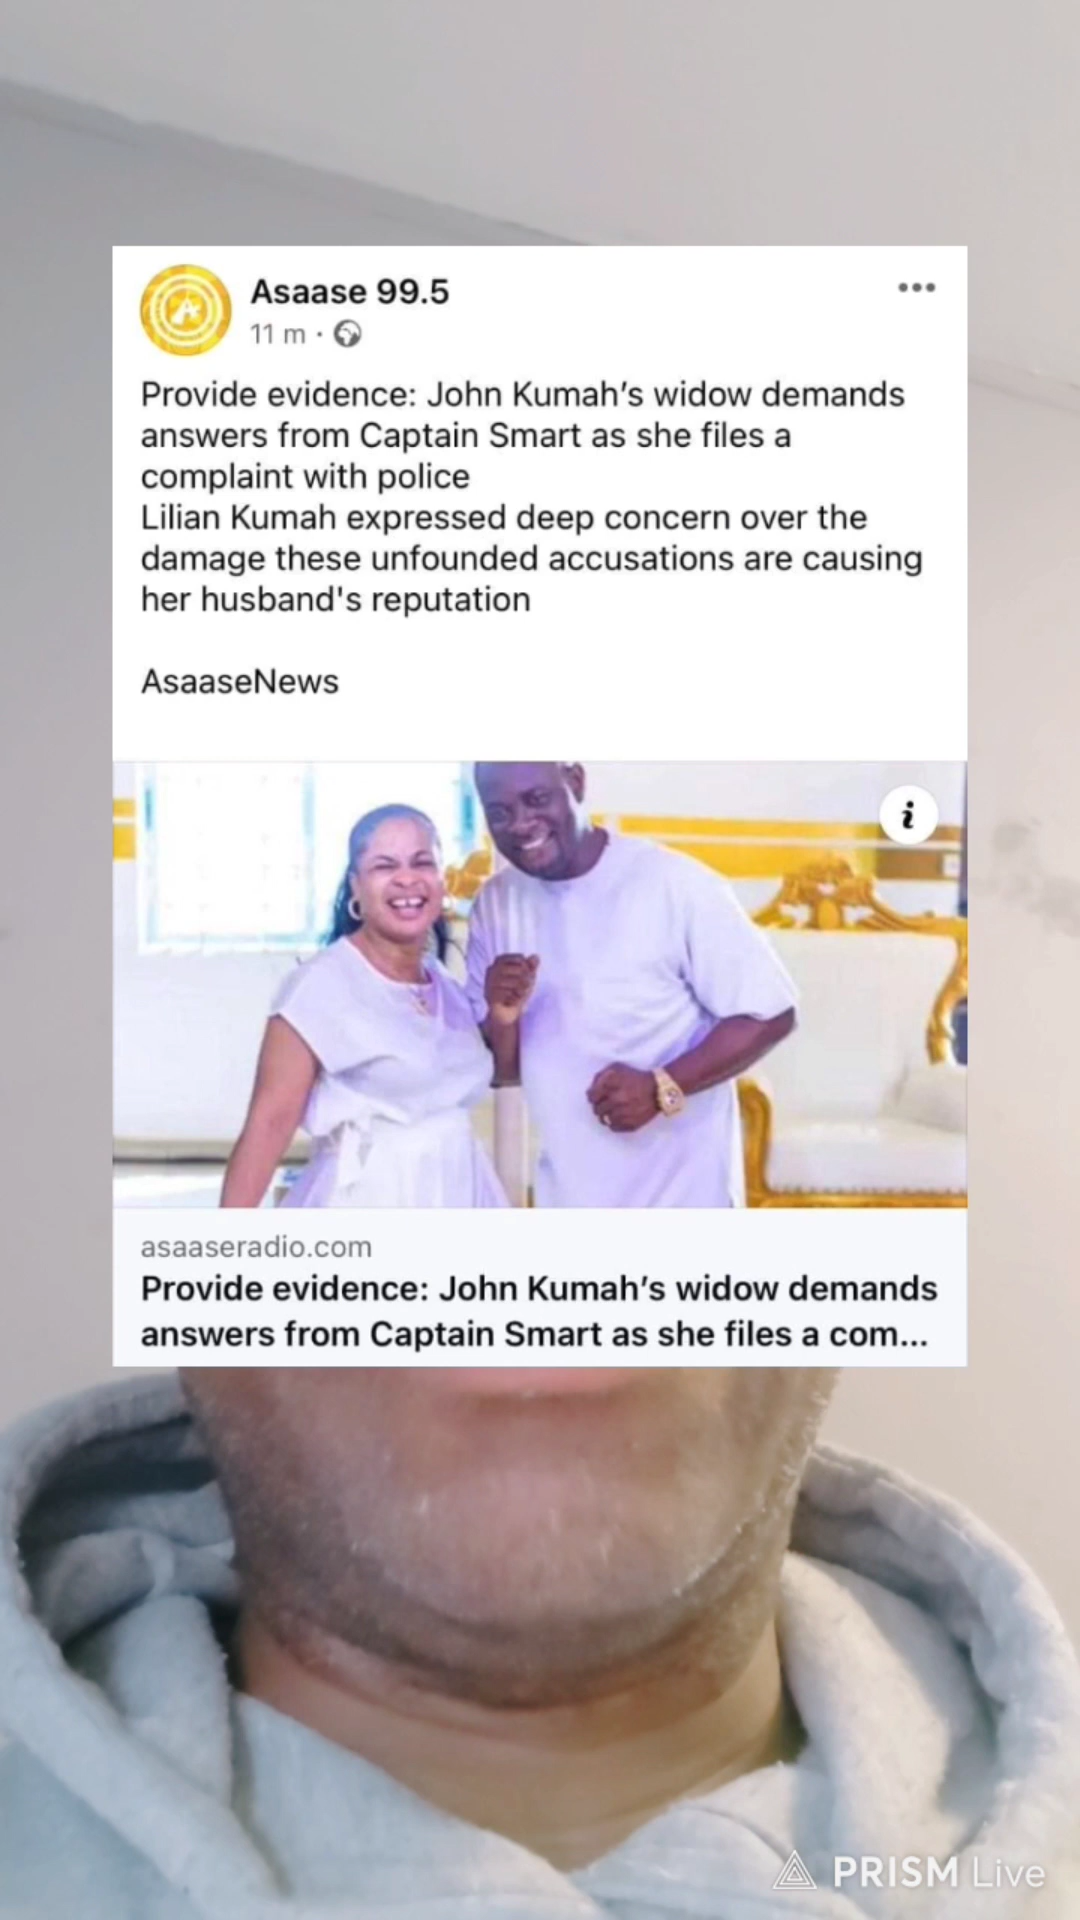 Asaase 99.5
11 m ·
Provide evidence: John Kumah's widow demands
answers from Captain Smart as she files a
complaint with police
Lilian Kumah expressed deep concern over the
damage these unfounded accusations are causing
her husband's reputation
AsaaseNews
i
asaaseradio.com
Provide evidence: John Kumah's widow demands
answers from Captain Smart as she files a com...
PRISM Live